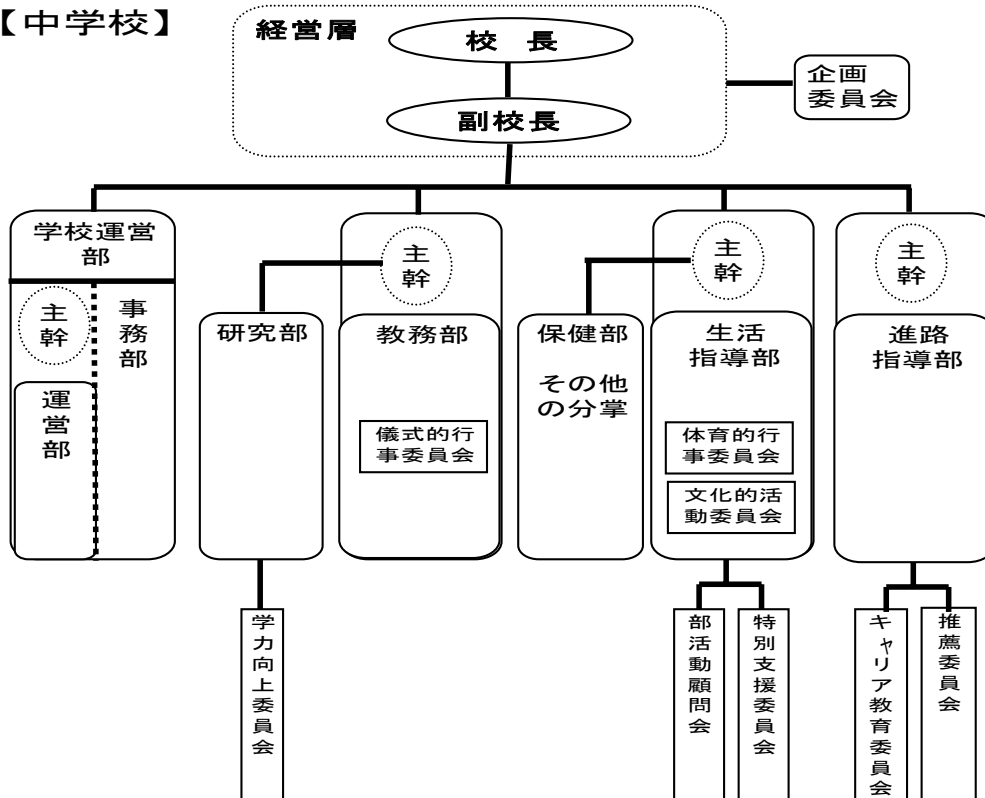 【中学校】
経営層
校　長
副校長
企画
委員会
学校運営
部
主
幹
事
務
部
運
営
部
主
幹
研究部
教務部
儀式的行
事委員会
主
幹
保健部
その他
の分掌
生活
指導部
体育的行
事委員会
文化的活
動委員会
主
幹
進路
指導部
学力向上委員会
部活動顧問会
特別支援委員会
キャリア教育委員会
推薦委員会